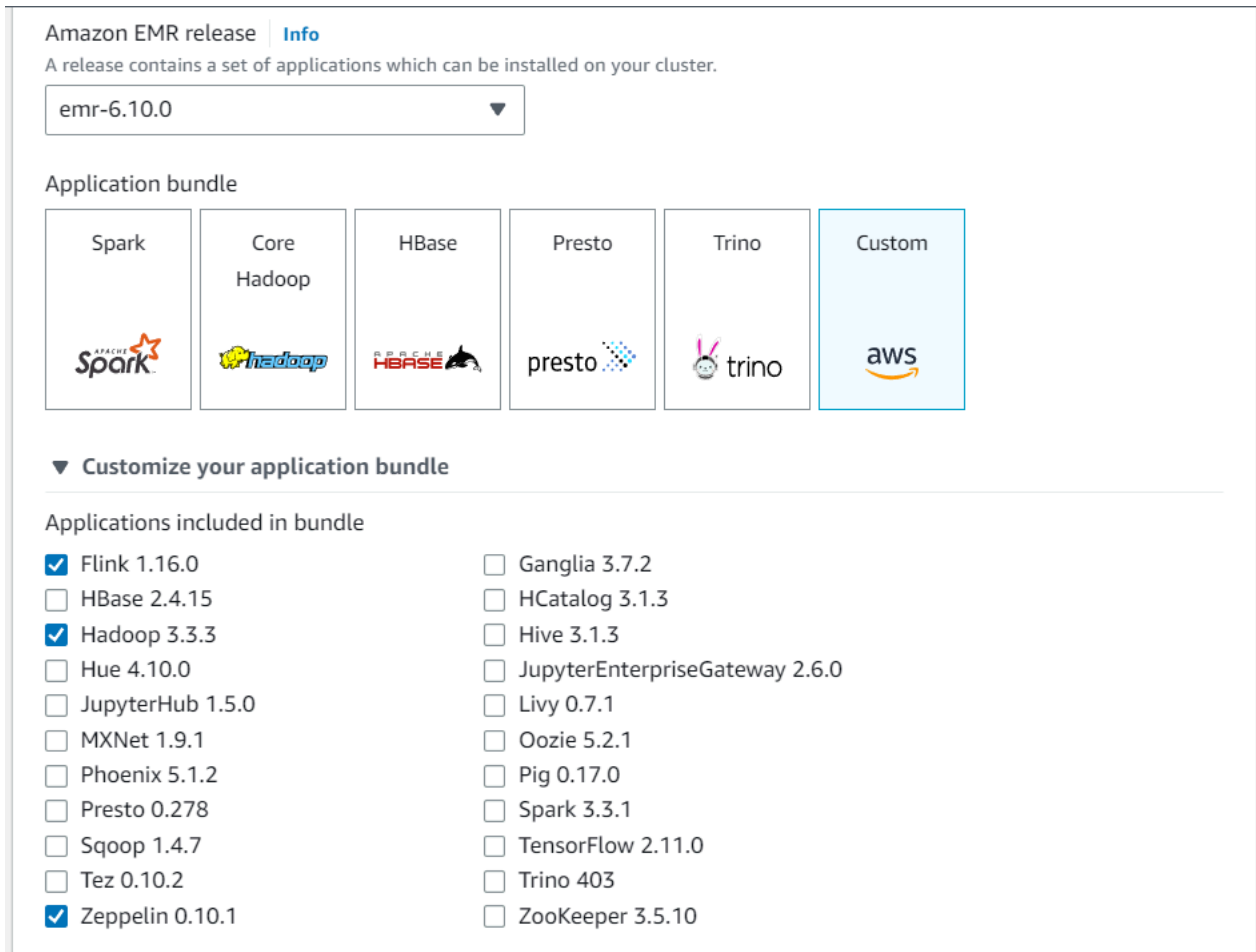 Amazon EMR release Info
A release contains a set of applications which can be installed on your cluster.
emr-6.10.0
Application bundle
Spark
APACHE
Spark
Core
Hadoop
hadoop
HBase
APACHE
HBASE
Presto
presto
Trino
trino
Custom
aws
Customize your application bundle
Applications included in bundle
Flink 1.16.0
HBase 2.4.15
Hadoop 3.3.3
Hue 4.10.0
JupyterHub 1.5.0
MXNet 1.9.1
Phoenix 5.1.2
Presto 0.278
Sqoop 1.4.7
Tez 0.10.2
Zeppelin 0.10.1
Ganglia 3.7.2
HCatalog 3.1.3
Hive 3.1.3
JupyterEnterpriseGateway 2.6.0
Livy 0.7.1
Oozie 5.2.1
Pig 0.17.0
Spark 3.3.1
TensorFlow 2.11.0
Trino 403
ZooKeeper 3.5.10